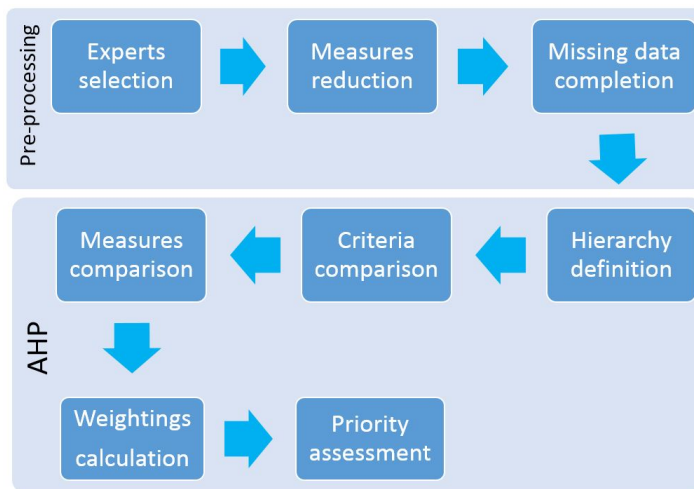 Pre-processing
Experts
selection
Measures
reduction
Missing data
completion
AHP
Hierarchy
definition
Criteria
comparison
Measures
comparison
Weightings
calculation
Priority
assessment